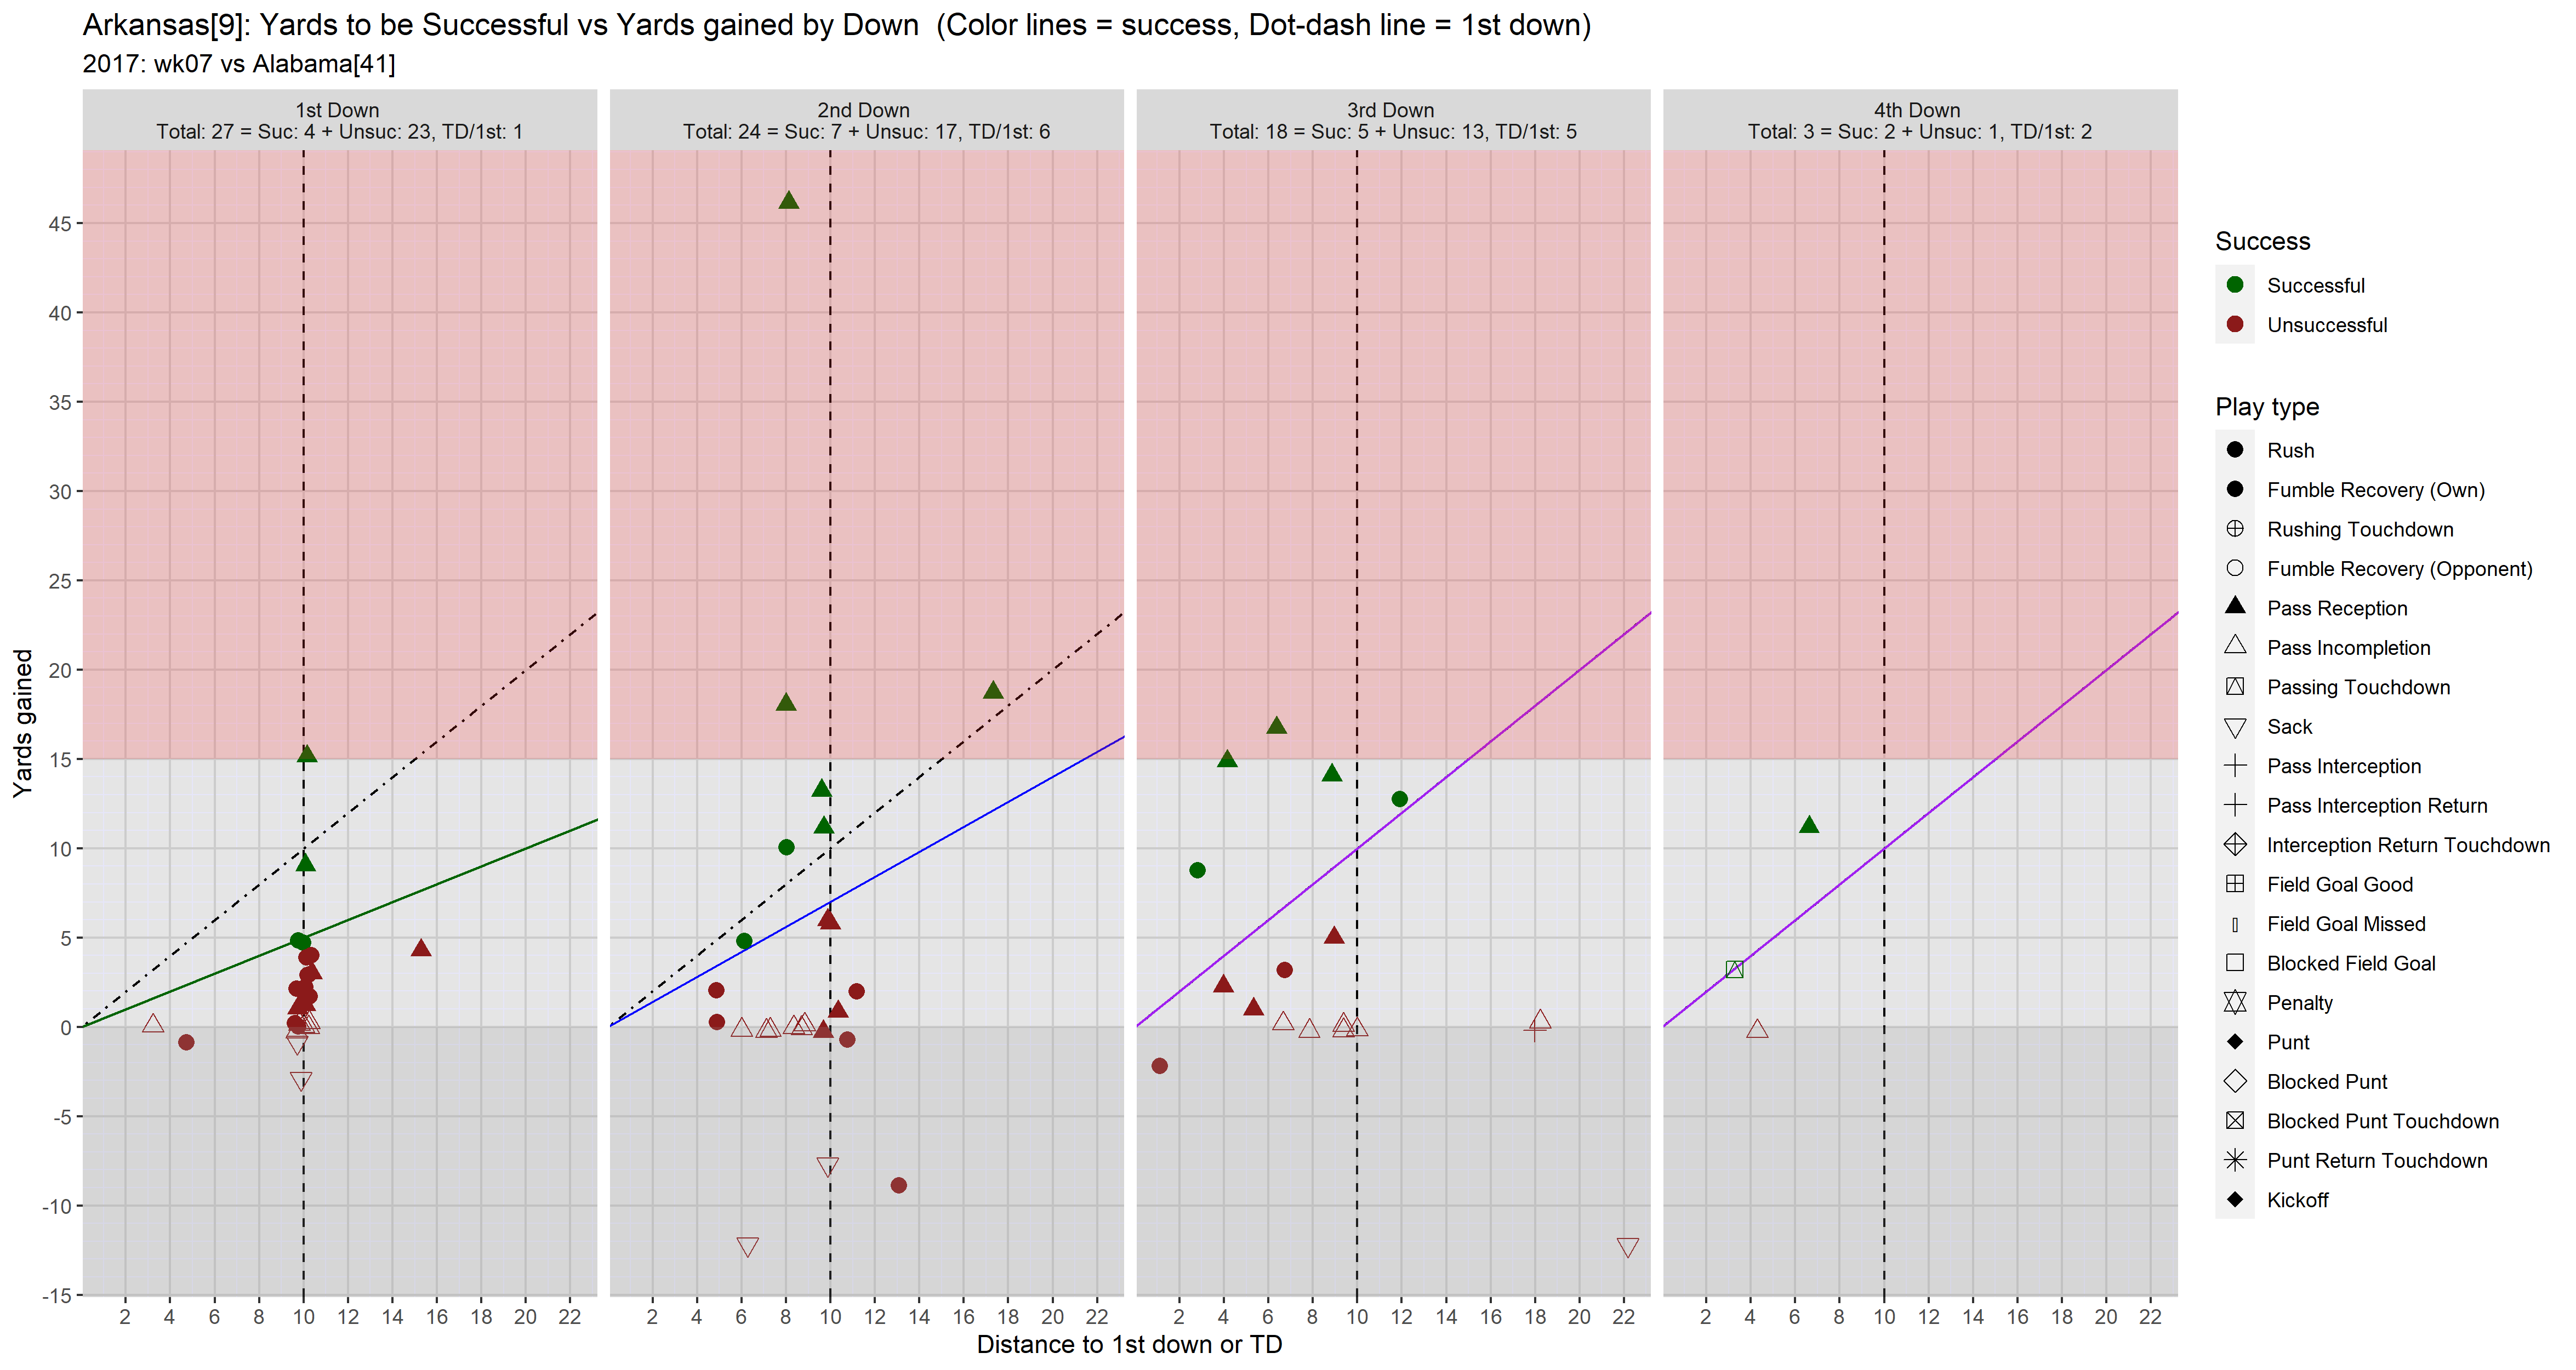 Arkansas[9]: Yards to be Successful vs Yards gained by Down  (Color lines = success, Dot-dash line = 1st down)
2017: wk07 vs Alabama[41]
1st Down
Total: 27 = Suc: 4 + Unsuc: 23, TD/1st: 1
2nd Down
Total: 24 = Suc: 7 + Unsuc: 17, TD/1st: 6
3rd Down
Total: 18 = Suc: 5 + Unsuc: 13, TD/1st: 5
4th Down
Total: 3 = Suc: 2 + Unsuc: 1, TD/1st: 2
Yards gained
45
40
35
30
25
20
15
10
5
0
-5
-10
-15
2 4 6 8 10 12 14 16 18 20 22
2 4 6 8 10 12 14 16 18 20 22
2 4 6 8 10 12 14 16 18 20 22
2 4 6 8 10 12 14 16 18 20 22
Distance to 1st down or TD
Success
Successful
Unsuccessful
Play type
Rush
Fumble Recovery (Own)
Rushing Touchdown
Fumble Recovery (Opponent)
Pass Reception
Pass Incompletion
Passing Touchdown
Sack
Pass Interception
Pass Interception Return
Interception Return Touchdown
Field Goal Good
Field Goal Missed
Blocked Field Goal
Penalty
Punt
Blocked Punt
Blocked Punt Touchdown
Punt Return Touchdown
Kickoff